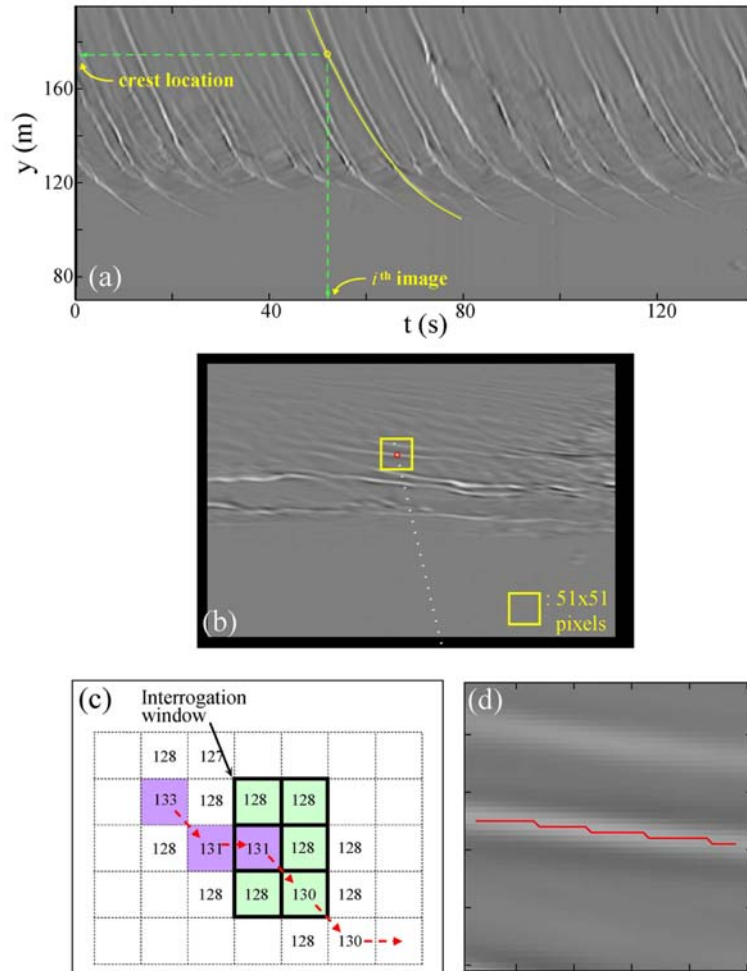 160
crest location
y (m)
120
80
(a)
i th image
0
40
80
120
t (s)
(b)
: 51x51
pixels
(c)
Interrogation
window
128 127
133 128 128 128
128 131 131 128 128
128 128 130 128
128 130
(d)